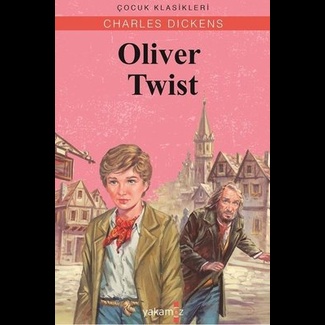 ÇOCUK KLASİKLERİ
CHARLES DICKENS
Oliver
Twist
yakamoz